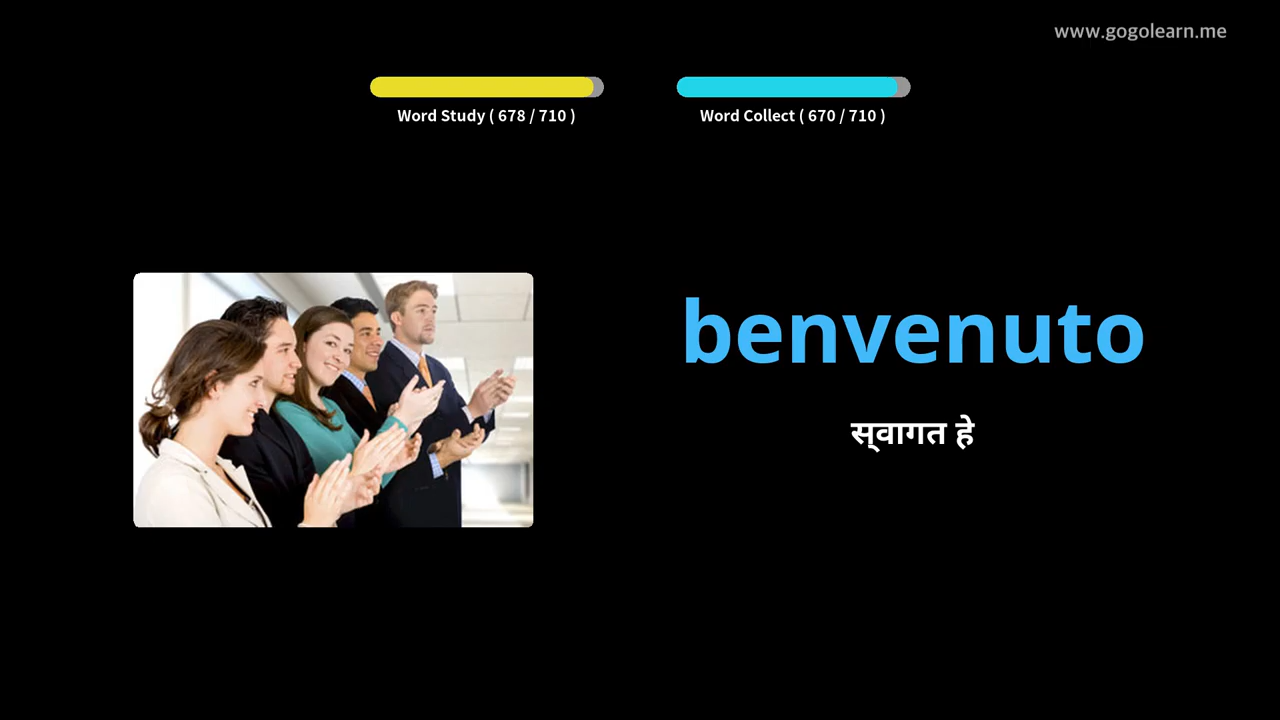 www.gogolearn.me
Word Study ( 678 / 710 )
Word Collect ( 670 / 710 )
benvenuto
स्वागत हे